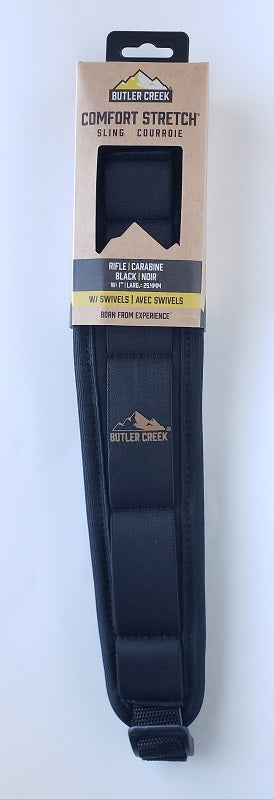 BUTLER CREEK
COMFORT STRETCH™
SLING COURROIE
RIFLE | CARABINE
BLACK | NOIR
W: 1" | LARG.: 25.4MM
W/ SWIVELS | AVEC SWIVELS
BORN FROM EXPERIENCE™
BUTLER CREEK®